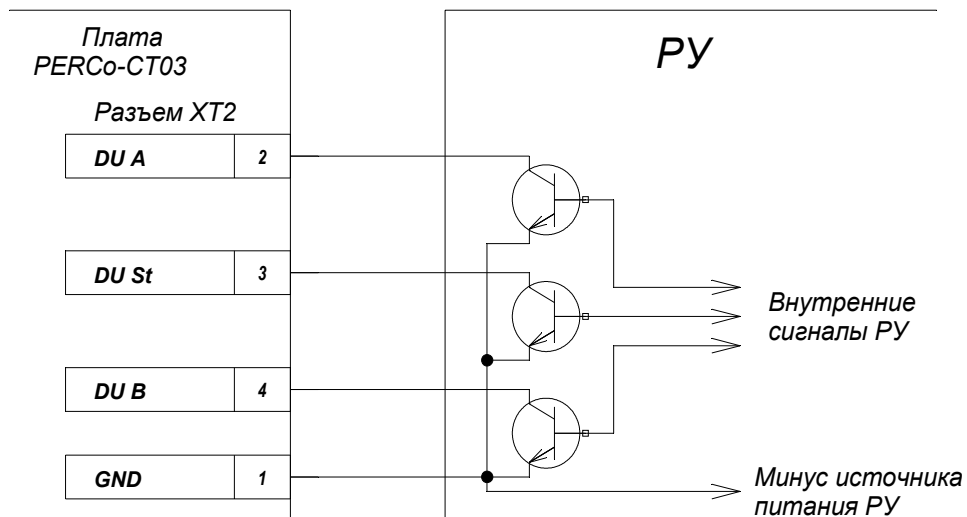 Плата
PERCo-CT03
РУ
Разъем XT2
DU A 2
DU St 3
Внутренние
сигналы РУ
DU B 4
GND 1
Минус источника
питания РУ